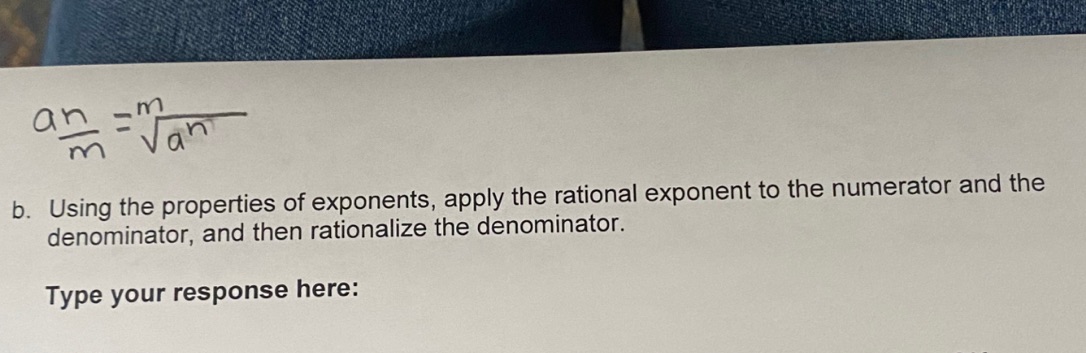 a n/m = m√aⁿ
b. Using the properties of exponents, apply the rational exponent to the numerator and the
denominator, and then rationalize the denominator.
Type your response here: